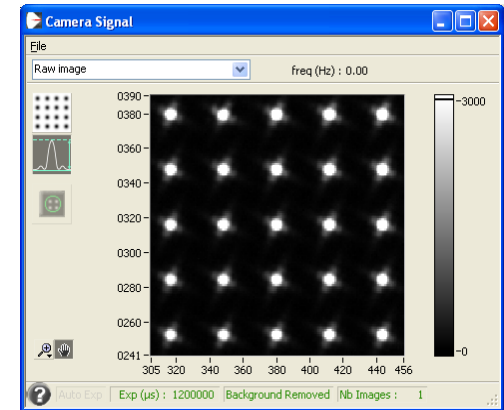 Camera Signal
File
Raw image
freq (Hz) : 0.00
0390
0380
0360
0340
0320
0300
0280
0260
0241
305 320 340 360 380 400 420 440 456
3000
0
? Auto Exp Exp (µs) : 1200000 Background Removed Nb Images : 1